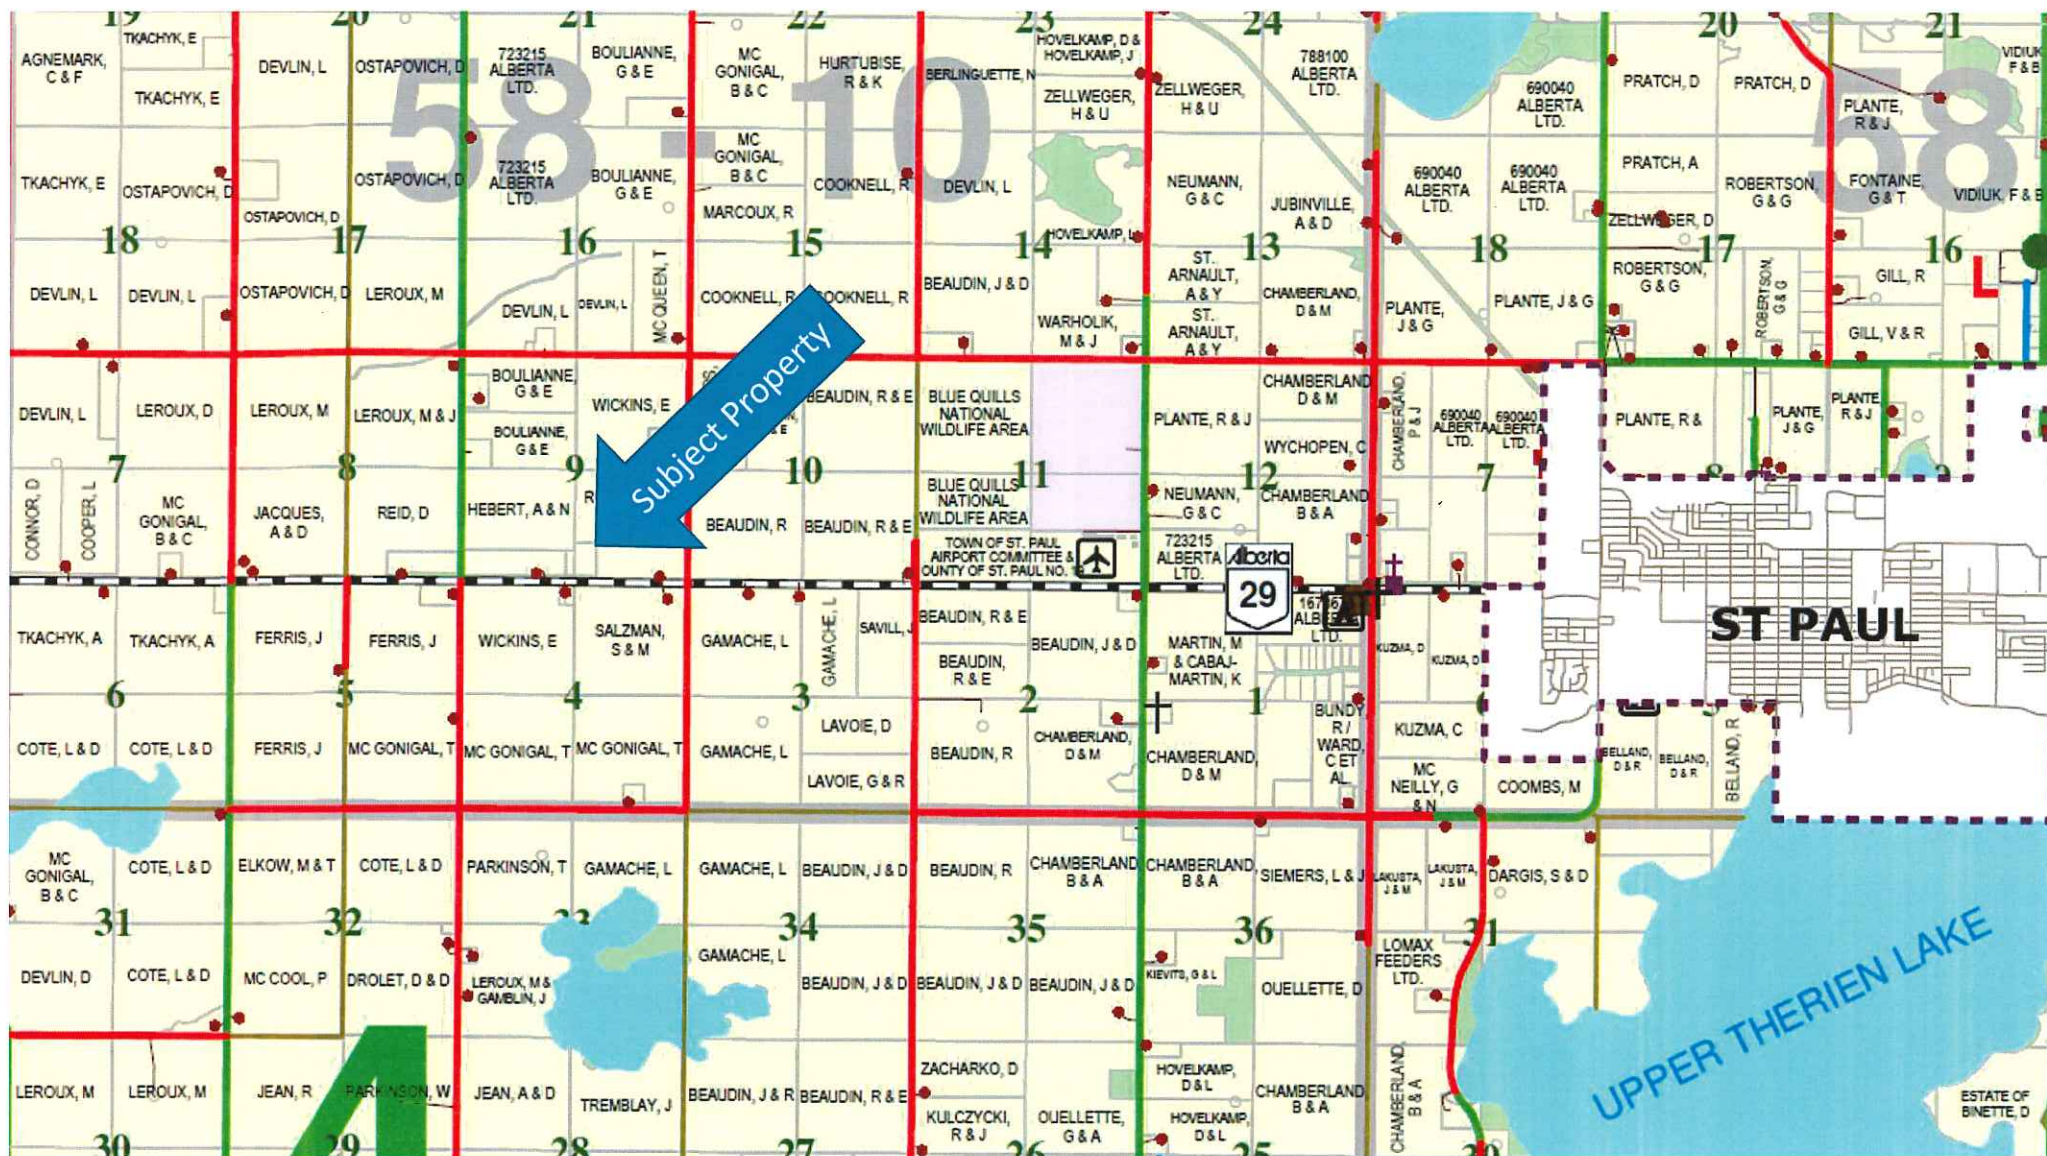 19
20
21
22
23
24
20
21
AGNEMARK,
C & F
TKACHYK, E
TKACHYK, E
DEVLIN, L
OSTAPOVICH, D
723215
ALBERTA
LTD.
BOULIANNE,
G & E
MC
GONIGAL,
B & C
HURTUBISE,
R & K
BERLINGUETTE, N
HOVELKAMP, D &
HOVELKAMP, J
ZELLWEGER,
H & U
ZELLWEGER,
H & U
788100
ALBERTA
LTD.
690040
ALBERTA
LTD.
PRATCH, D
PRATCH, D
PLANTE,
R & J
VIDIUK,
F & B
58 - 10
58
TKACHYK, E
OSTAPOVICH, D
OSTAPOVICH, D
OSTAPOVICH, D
723215
ALBERTA
LTD.
BOULIANNE,
G & E
MC
GONIGAL,
B & C
MARCOUX, R
COOKNELL, R
DEVLIN, L
HOVELKAMP, L
NEUMANN,
G & C
JUBINVILLE,
A & D
690040
ALBERTA
LTD.
690040
ALBERTA
LTD.
PRATCH, A
ZELLWEGER, D
ROBERTSON,
G & G
FONTAINE,
G & T
VIDIUK, F & B
18
17
16
15
14
13
18
17
16
DEVLIN, L
DEVLIN, L
OSTAPOVICH, D
LEROUX, M
DEVLIN, L
DEVLIN, L
MC QUEEN, T
COOKNELL, R
COOKNELL, R
BEAUDIN, J & D
WARHOLIK,
M & J
ST.
ARNAULT,
A & Y
ST.
ARNAULT,
A & Y
CHAMBERLAND,
D & M
PLANTE,
J & G
PLANTE, J & G
ROBERTSON,
G & G
ROBERTSON,
G & G
GILL, R
GILL, V & R
L
Subject Property
DEVLIN, L
LEROUX, D
LEROUX, M
LEROUX, M & J
BOULIANNE,
G & E
BOULIANNE,
G & E
WICKINS, E
BEAUDIN, R & E
BLUE QUILLS
NATIONAL
WILDLIFE AREA
PLANTE, R & J
CHAMBERLAND
D & M
WYCHOPEN, C
CHAMBERLAND,
P & J
690040
ALBERTA
LTD.
690040
ALBERTA
LTD.
PLANTE, R &
PLANTE,
J & G
PLANTE,
R & J
7
8
9
10
11
12
7
8
9
CONNOR, D
COOPER, L
MC
GONIGAL,
B & C
JACQUES,
A & D
REID, D
HEBERT, A & N
R
BEAUDIN, R
BEAUDIN, R & E
BLUE QUILLS
NATIONAL
WILDLIFE AREA
TOWN OF ST. PAUL
AIRPORT COMMITTEE &
OUNTY OF ST. PAUL NO. 1
NEUMANN,
G & C
723215
ALBERTA
LTD.
CHAMBERLAND
B & A
Alberta
29
ST PAUL
TKACHYK, A
TKACHYK, A
FERRIS, J
FERRIS, J
WICKINS, E
SALZMAN,
S & M
GAMACHE, L
GAMACHE, L
SAVILL, J
BEAUDIN, R & E
BEAUDIN,
R & E
BEAUDIN, J & D
MARTIN, M
& CABAJ-
MARTIN, K
ALBERTA
LTD.
KUZMA, D
KUZMA, D
6
5
4
3
2
1
COTE, L & D
COTE, L & D
FERRIS, J
MC GONIGAL, T
MC GONIGAL, T
MC GONIGAL, T
GAMACHE, L
LAVOIE, D
LAVOIE, G & R
BEAUDIN, R
CHAMBERLAND,
D & M
CHAMBERLAND,
D & M
BUNDY
R /
WARD,
C ET
AL
KUZMA, C
MC
NEILLY, G
& N
COOMBS, M
BELLAND,
D & R
BELLAND,
D & R
BELLAND, R
MC
GONIGAL,
B & C
COTE, L & D
ELKOW, M & T
COTE, L & D
PARKINSON, T
GAMACHE, L
GAMACHE, L
BEAUDIN, J & D
BEAUDIN, R
CHAMBERLAND
B & A
CHAMBERLAND,
B & A
SIEMERS, L & J
LAKUSTA,
J & M
LAKUSTA,
J & M
DARGIS, S & D
31
32
33
34
35
36
31
DEVLIN, D
COTE, L & D
MC COOL, P
DROLET, D & D
LEROUX, M &
GAMBLIN, J
GAMACHE, L
BEAUDIN, J & D
BEAUDIN, J & D
BEAUDIN, J & D
KIEVITS, G & L
OUELLETTE, D
LOMAX
FEEDERS
LTD.
UPPER THERIEN LAKE
LEROUX, M
LEROUX, M
JEAN, R
PARKINSON, W
JEAN, A & D
TREMBLAY, J
BEAUDIN, J & R
BEAUDIN, R & E
ZACHARKO, D
KULCZYCKI,
R & J
OUELLETTE,
G & A
HOVELKAMP,
D & L
HOVELKAMP,
D & L
CHAMBERLAND
B & A
CHAMBERLAND,
B & A
ESTATE OF
BINETTE, D
4
30
29
28
27
26
25
30